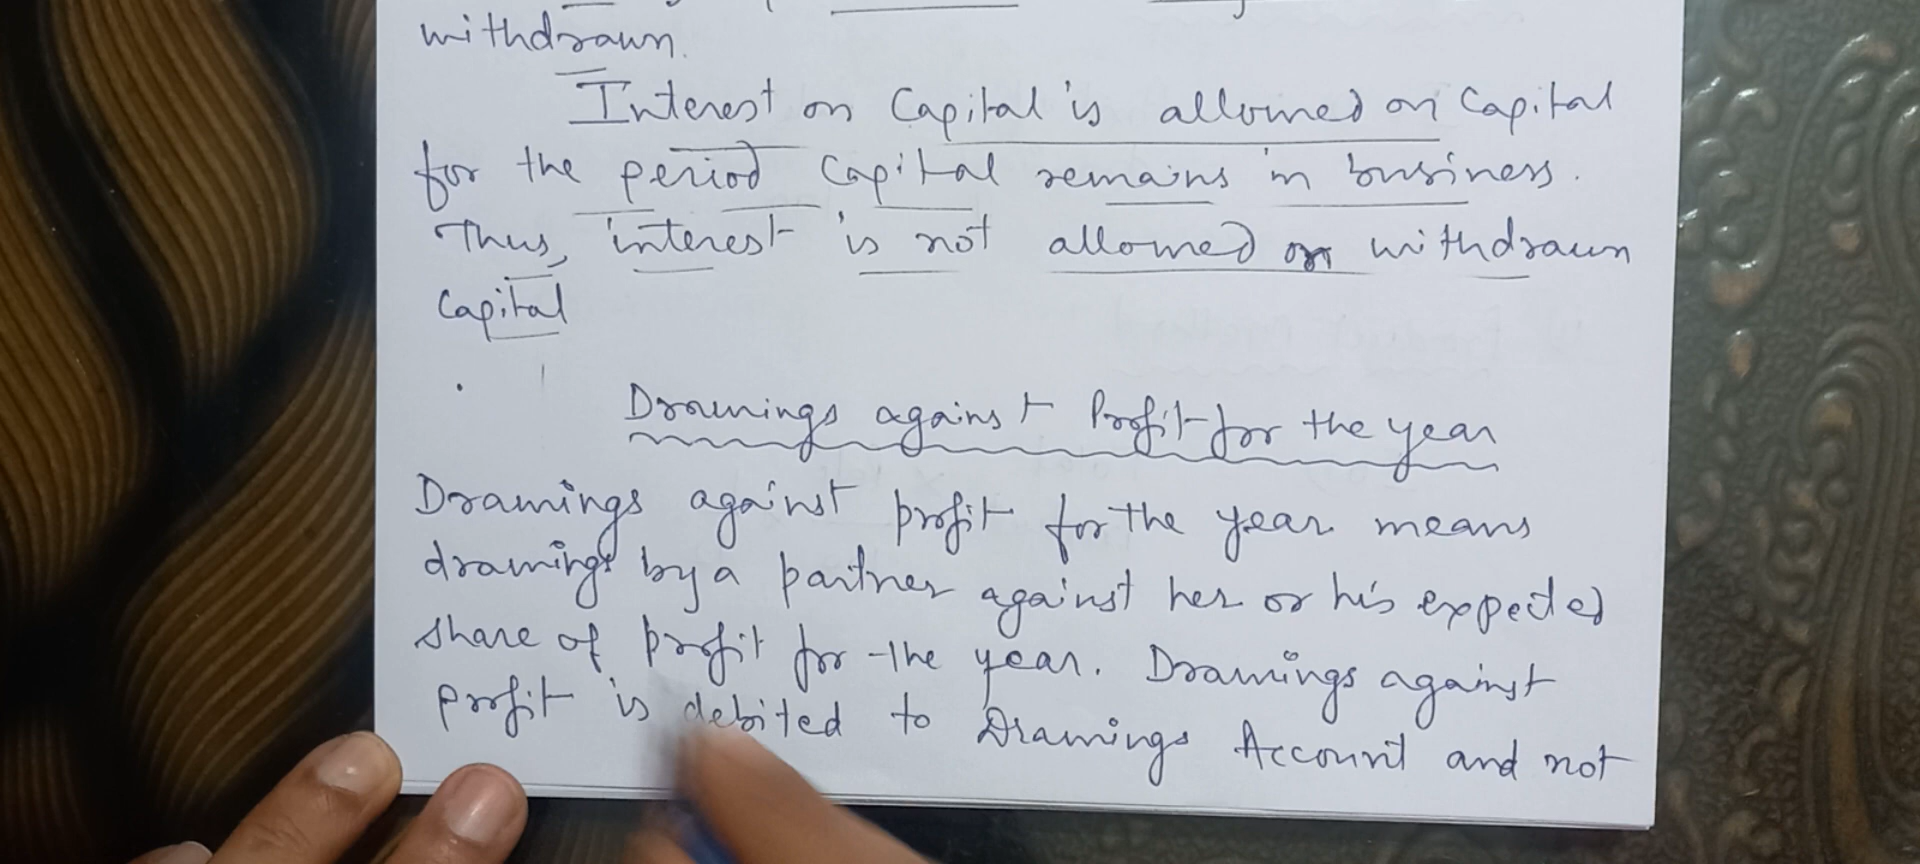 withdrawn.
Interest on Capital is allowed on Capital
for the period Capital remains in business.
Thus, interest is not allowed on withdrawn
Capital
Drawings against Profit for the year
Drawings against profit for the year means
drawings by a partner against her or his expected
share of profit for the year. Drawings against
profit is debited to Drawings Account and not